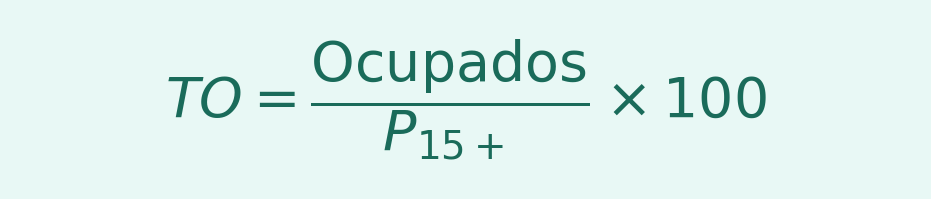 TO = Ocupados / P₁₅₊ × 100